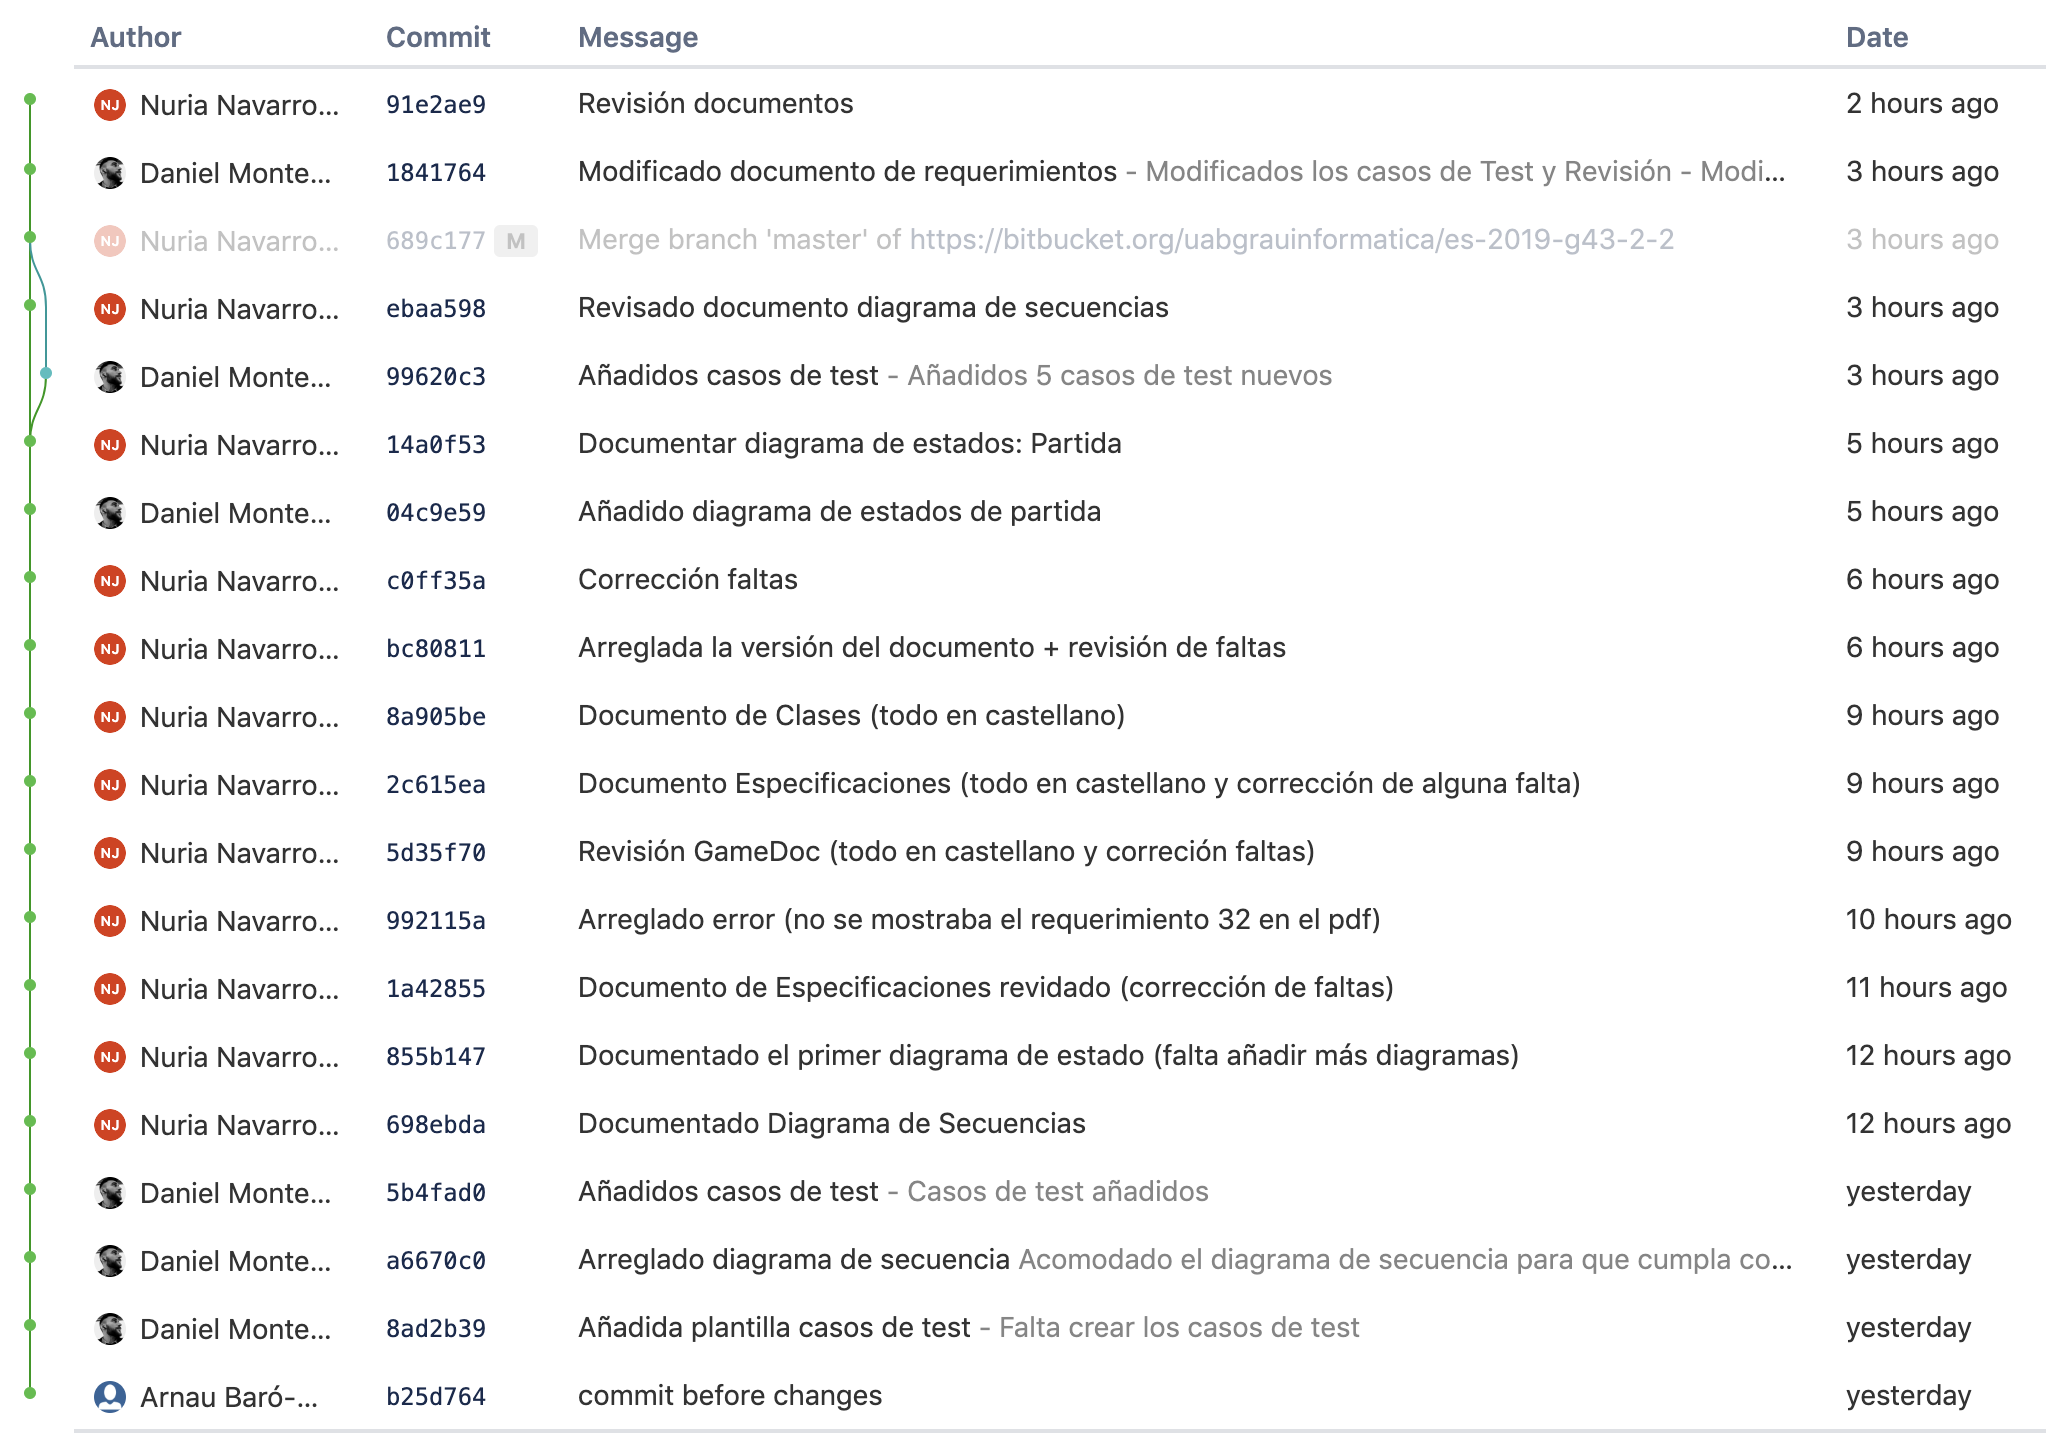 Author Commit Message Date
NJ Nuria Navarro... 91e2ae9 Revisión documentos 2 hours ago
Daniel Monte... 1841764 Modificado documento de requerimientos - Modificados los casos de Test y Revisión - Modi... 3 hours ago
NJ Nuria Navarro... 689c177 M Merge branch 'master' of https://bitbucket.org/uabgrauinformatica/es-2019-g43-2-2 3 hours ago
NJ Nuria Navarro... ebaa598 Revisado documento diagrama de secuencias 3 hours ago
Daniel Monte... 99620c3 Añadidos casos de test - Añadidos 5 casos de test nuevos 3 hours ago
NJ Nuria Navarro... 14a0f53 Documentar diagrama de estados: Partida 5 hours ago
Daniel Monte... 04c9e59 Añadido diagrama de estados de partida 5 hours ago
NJ Nuria Navarro... c0ff35a Corrección faltas 6 hours ago
NJ Nuria Navarro... bc80811 Arreglada la versión del documento + revisión de faltas 6 hours ago
NJ Nuria Navarro... 8a905be Documento de Clases (todo en castellano) 9 hours ago
NJ Nuria Navarro... 2c615ea Documento Especificaciones (todo en castellano y corrección de alguna falta) 9 hours ago
NJ Nuria Navarro... 5d35f70 Revisión GameDoc (todo en castellano y correción faltas) 9 hours ago
NJ Nuria Navarro... 992115a Arreglado error (no se mostraba el requerimiento 32 en el pdf) 10 hours ago
NJ Nuria Navarro... 1a42855 Documento de Especificaciones revidado (corrección de faltas) 11 hours ago
NJ Nuria Navarro... 855b147 Documentado el primer diagrama de estado (falta añadir más diagramas) 12 hours ago
NJ Nuria Navarro... 698ebda Documentado Diagrama de Secuencias 12 hours ago
Daniel Monte... 5b4fad0 Añadidos casos de test - Casos de test añadidos yesterday
Daniel Monte... a6670c0 Arreglado diagrama de secuencia Acomodado el diagrama de secuencia para que cumpla co... yesterday
Daniel Monte... 8ad2b39 Añadida plantilla casos de test - Falta crear los casos de test yesterday
Arnau Baró-... b25d764 commit before changes yesterday